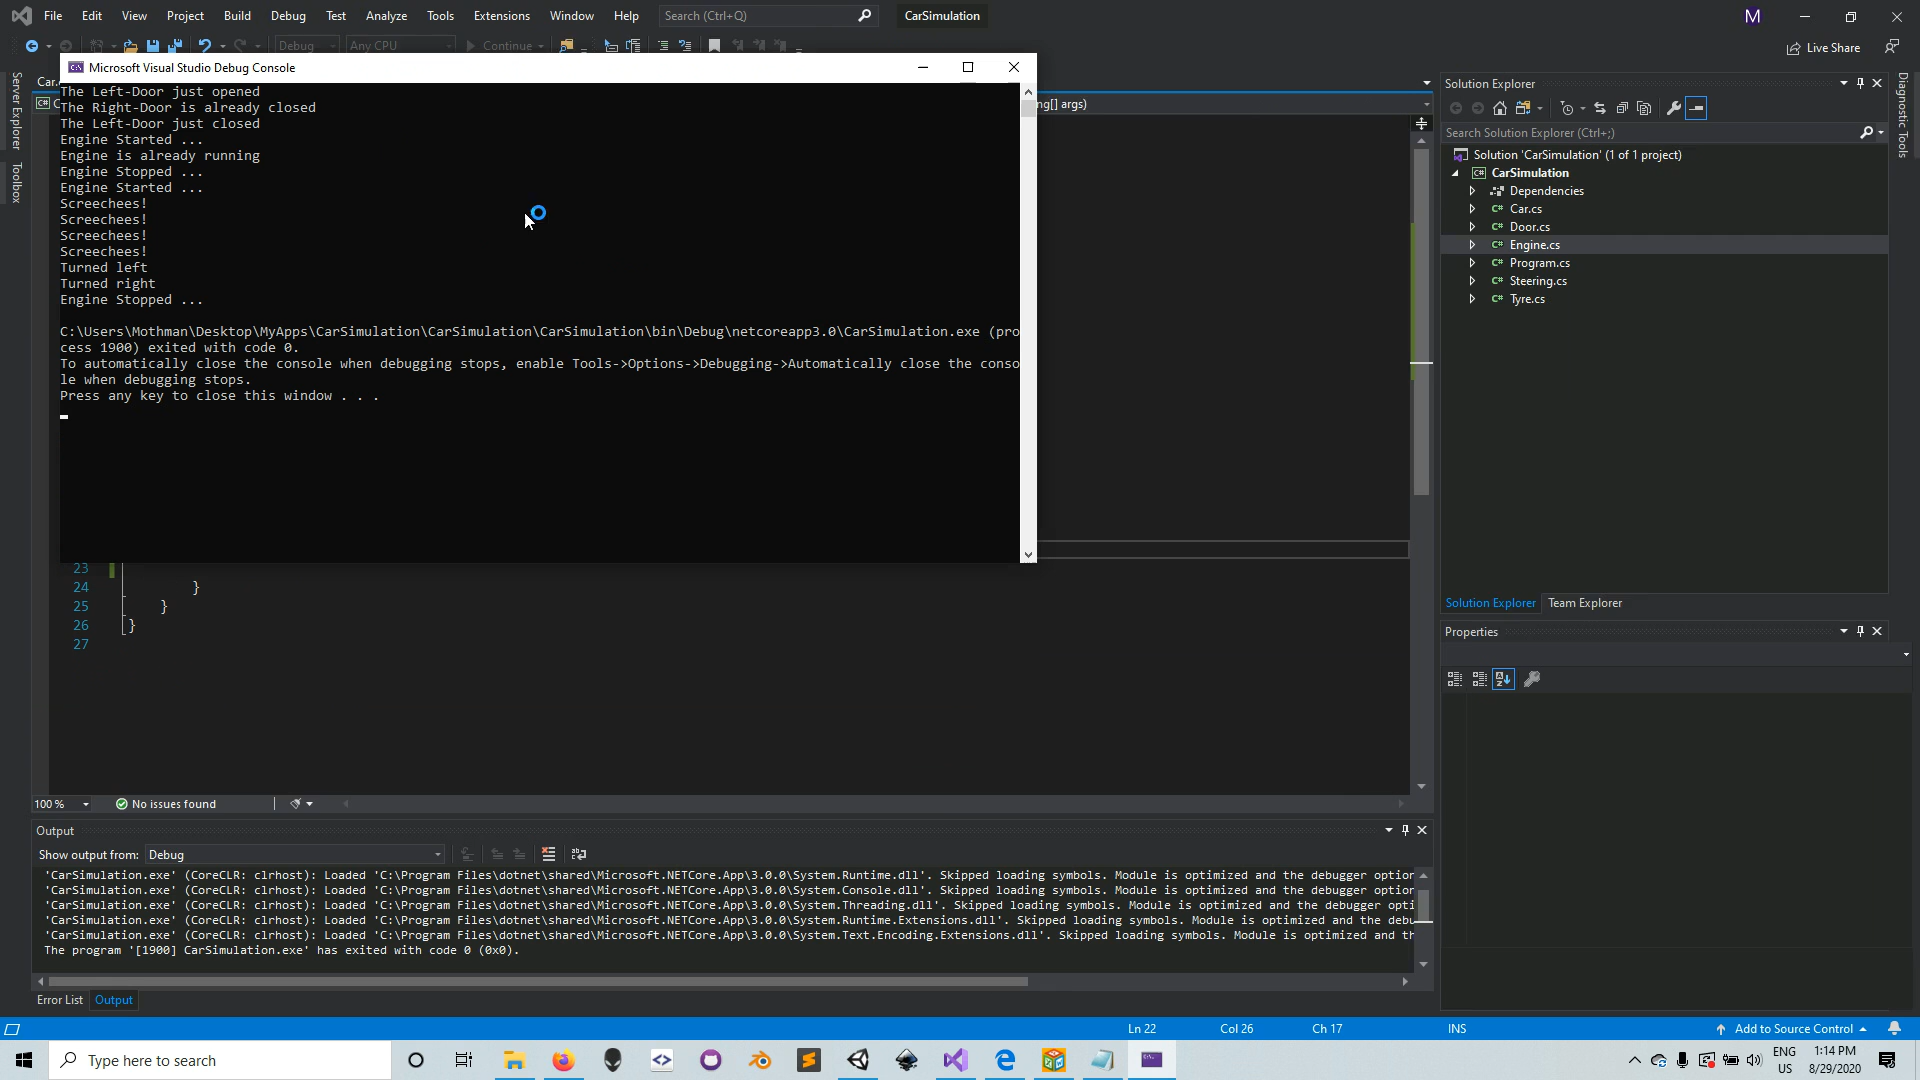 File Edit View Project Build Debug Test Analyze Tools Extensions Window Help Search (Ctrl+Q) CarSimulation M
Debug Any CPU Continue Live Share
Microsoft Visual Studio Debug Console
Car.
ng[] args)
Server Explorer
Toolbox
The Left-Door just opened
The Right-Door is already closed
The Left-Door just closed
Engine Started ...
Engine is already running
Engine Stopped ...
Engine Started ...
Screechees!
Screechees!
Screechees!
Screechees!
Turned left
Turned right
Engine Stopped ...
C:\Users\Mothman\Desktop\MyApps\CarSimulation\CarSimulation\CarSimulation\bin\Debug\netcoreapp3.0\CarSimulation.exe (pro
cess 1900) exited with code 0.
To automatically close the console when debugging stops, enable Tools->Options->Debugging->Automatically close the conso
le when debugging stops.
Press any key to close this window . . .
23
24 }
25 }
26 }
27
100% No issues found
Output
Show output from: Debug
'CarSimulation.exe' (CoreCLR: clrhost): Loaded 'C:\Program Files\dotnet\shared\Microsoft.NETCore.App\3.0.0\System.Runtime.dll'. Skipped loading symbols. Module is optimized and the debugger option
'CarSimulation.exe' (CoreCLR: clrhost): Loaded 'C:\Program Files\dotnet\shared\Microsoft.NETCore.App\3.0.0\System.Console.dll'. Skipped loading symbols. Module is optimized and the debugger option
'CarSimulation.exe' (CoreCLR: clrhost): Loaded 'C:\Program Files\dotnet\shared\Microsoft.NETCore.App\3.0.0\System.Threading.dll'. Skipped loading symbols. Module is optimized and the debugger opti
'CarSimulation.exe' (CoreCLR: clrhost): Loaded 'C:\Program Files\dotnet\shared\Microsoft.NETCore.App\3.0.0\System.Runtime.Extensions.dll'. Skipped loading symbols. Module is optimized and the debu
'CarSimulation.exe' (CoreCLR: clrhost): Loaded 'C:\Program Files\dotnet\shared\Microsoft.NETCore.App\3.0.0\System.Text.Encoding.Extensions.dll'. Skipped loading symbols. Module is optimized and th
The program '[1900] CarSimulation.exe' has exited with code 0 (0x0).
Error List Output
Solution Explorer
Search Solution Explorer (Ctrl+;)
Solution 'CarSimulation' (1 of 1 project)
C# CarSimulation
Dependencies
C# Car.cs
C# Door.cs
C# Engine.cs
C# Program.cs
C# Steering.cs
C# Tyre.cs
Solution Explorer Team Explorer
Properties
Diagnostic Tools
Ln 22 Col 26 Ch 17 INS Add to Source Control
Type here to search
ENG
US
1:14 PM
8/29/2020